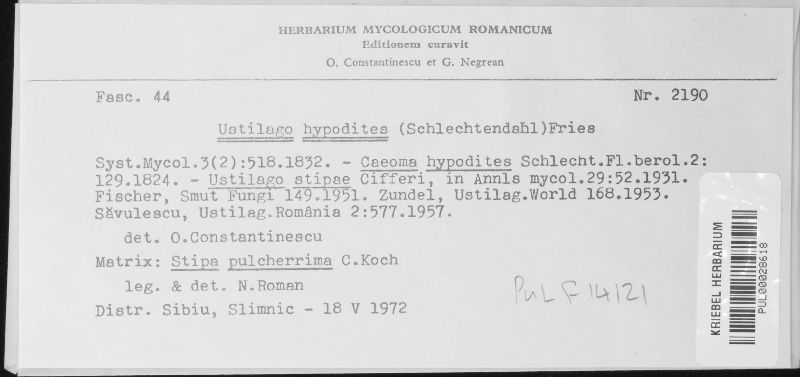 HERBARIUM MYCOLOGICUM ROMANICUM
Editionem curavit
O. Constantinescu et G. Negrean
Fasc. 44 Nr. 2190
Ustilago hypodites (Schlechtendahl)Fries
Syst.Mycol.3(2):518.1832. - Caeoma hypodites Schlecht.Fl.berol.2:
129.1824. - Ustilago stipae Cifferi, in Annls mycol.29:52.1931.
Fischer, Smut Fungi 149.1951. Zundel, Ustilag.World 168.1953.
Săvulescu, Ustilag.România 2:577.1957.
det. O.Constantinescu
Matrix: Stipa pulcherrima C.Koch
leg. & det. N.Roman
Distr. Sibiu, Slimnic - 18 V 1972
PUL F14121
KRIEBEL HERBARIUM
PUL00028618